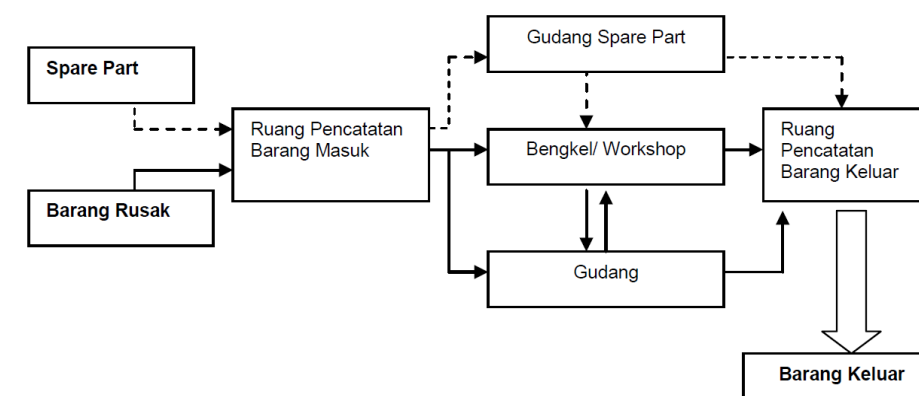 Spare Part
Barang Rusak
Ruang Pencatatan
Barang Masuk
Gudang Spare Part
Bengkel/ Workshop
Gudang
Ruang
Pencatatan
Barang Keluar
Barang Keluar